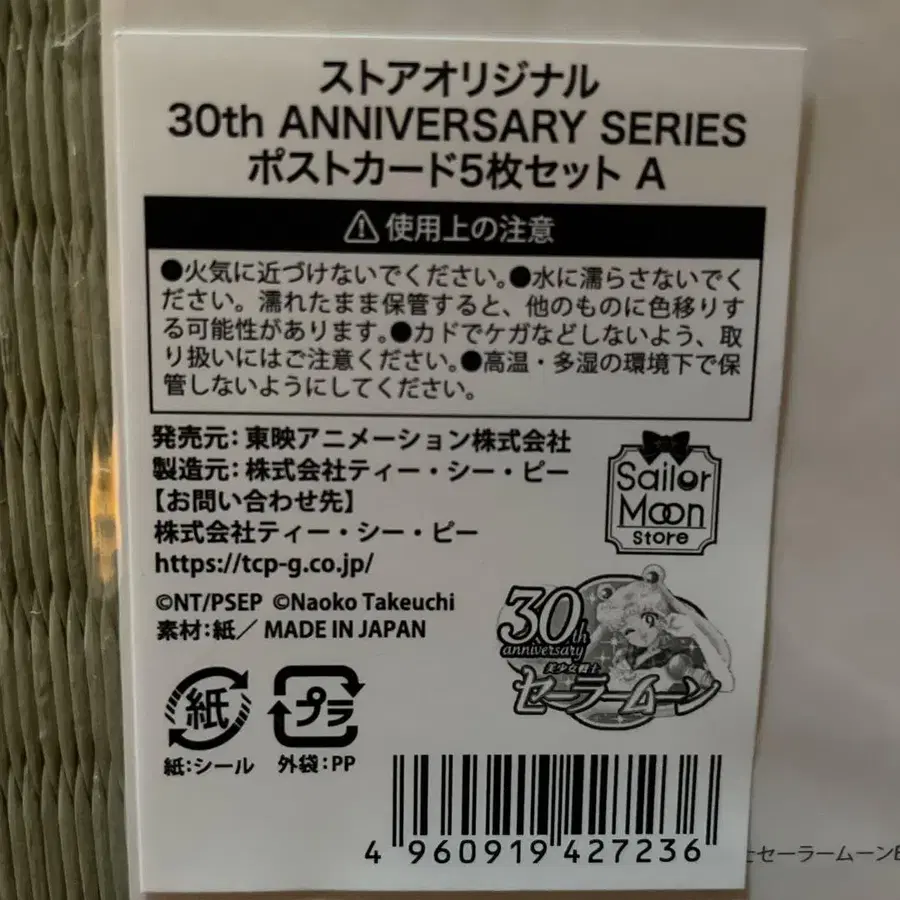 ストアオリジナル
30th ANNIVERSARY SERIES
ポストカード5枚セット A
使用上の注意
●火気に近づけないでください。●水に濡らさないでく
ださい。濡れたまま保管すると、他のものに色移りす
る可能性があります。●カドでケガなどしないよう、取
り扱いにはご注意ください。●高温・多湿の環境下で保
管しないようにしてください。
発売元：東映アニメーション株式会社
製造元：株式会社ティー・シー・ピー
【お問い合わせ先】
株式会社ティー・シー・ピー
https://tcp-g.co.jp/
©NT/PSEP ©Naoko Takeuchi
素材：紙／ MADE IN JAPAN
Sailor
Moon
Store
30th
anniversary
美少女戦士
セーラームーン
紙
プラ
紙：シール
外袋：PP
4 960919 427236
セーラームーン